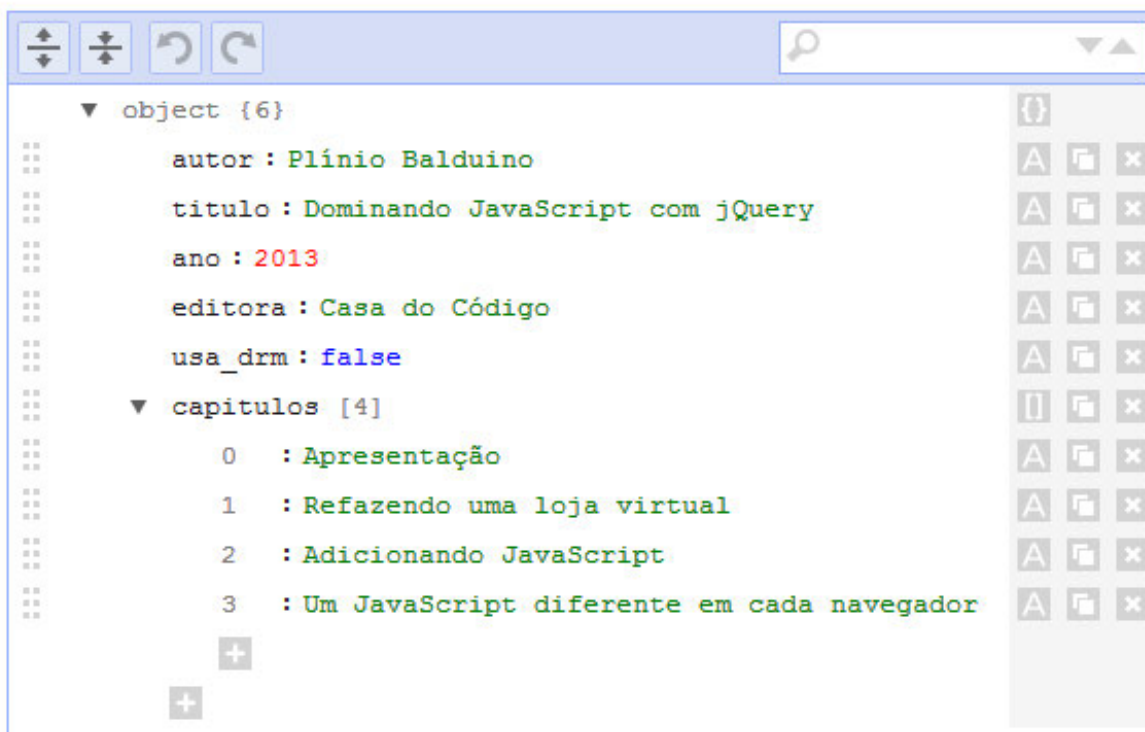 object {6}
autor : Plínio Balduino
titulo : Dominando JavaScript com jQuery
ano : 2013
editora : Casa do Código
usa_drm : false
capitulos [4]
0 : Apresentação
1 : Refazendo uma loja virtual
2 : Adicionando JavaScript
3 : Um JavaScript diferente em cada navegador